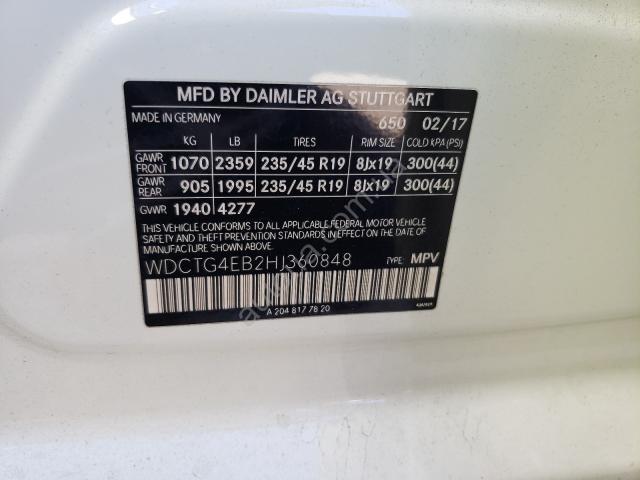 MFD BY DAIMLER AG STUTTGART
MADE IN GERMANY 650 02/17
KG LB TIRES RIM SIZE COLD KPA (PSI)
GAWR FRONT 1070 2359 235/45 R19 8Jx19 300(44)
GAWR REAR 905 1995 235/45 R19 8Jx19 300(44)
GVWR 1940 4277
THIS VEHICLE CONFORMS TO ALL APPLICABLE FEDERAL MOTOR VEHICLE
SAFETY AND THEFT PREVENTION STANDARDS IN EFFECT ON THE DATE
OF MANUFACTURE SHOWN ABOVE.
WDCTG4EB2HJ360848 TYPE: MPV
A 204 817 78 20